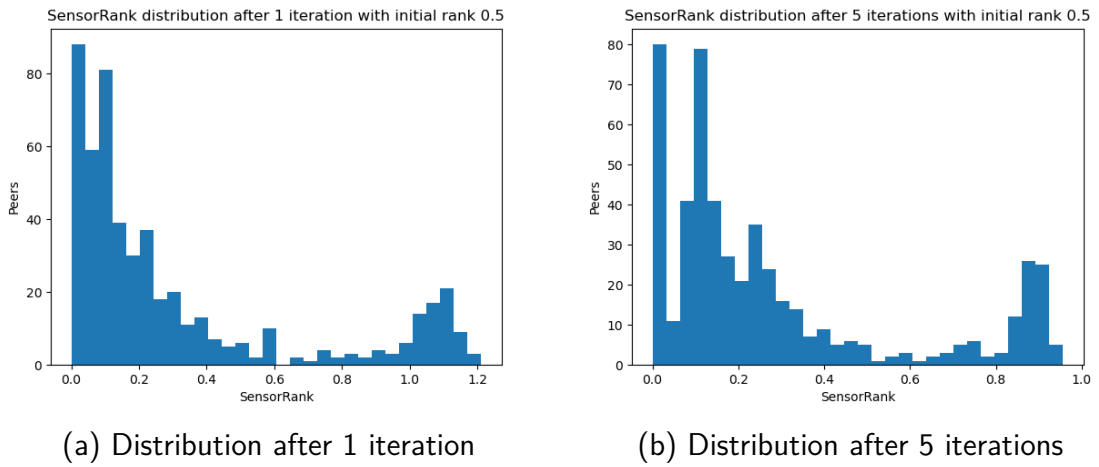 SensorRank distribution after 1 iteration with initial rank 0.5
80
60
40
20
0
Peers
0.0 0.2 0.4 0.6 0.8 1.0 1.2
SensorRank
(a) Distribution after 1 iteration
SensorRank distribution after 5 iterations with initial rank 0.5
80
70
60
50
40
30
20
10
0
Peers
0.0 0.2 0.4 0.6 0.8 1.0
SensorRank
(b) Distribution after 5 iterations